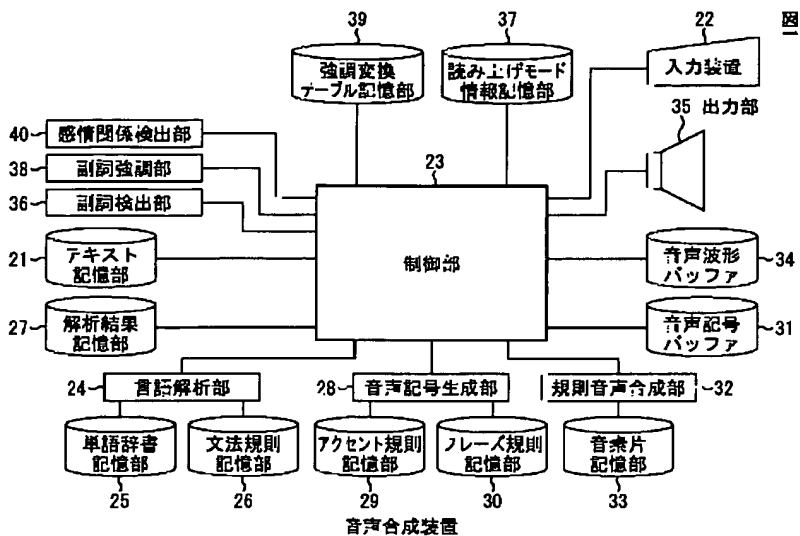 図
39
37
22
強調変換
テーブル記憶部
読み上げモード
情報記憶部
入力装置
35 出力部
40
感情関係検出部
38
副詞強調部
36
副詞検出部
23
制御部
21
テキスト
記憶部
音声波形
バッファ
34
27
解析結果
記憶部
音声記号
バッファ
31
24
言語解析部
28
音声記号生成部
規則音声合成部
32
単語辞書
記憶部
文法規則
記憶部
アクセント規則
記憶部
フレーズ規則
記憶部
音素片
記憶部
25
26
29
30
33
音声合成装置